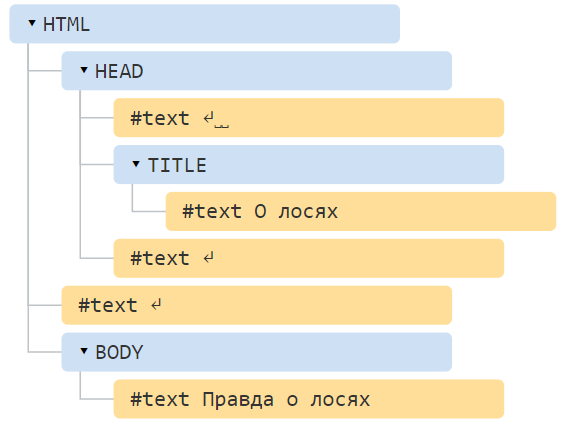 ▼ HTML
▼ HEAD
#text ↵␣␣
▼ TITLE
#text О лосях
#text ↵
#text ↵
▼ BODY
#text Правда о лосях